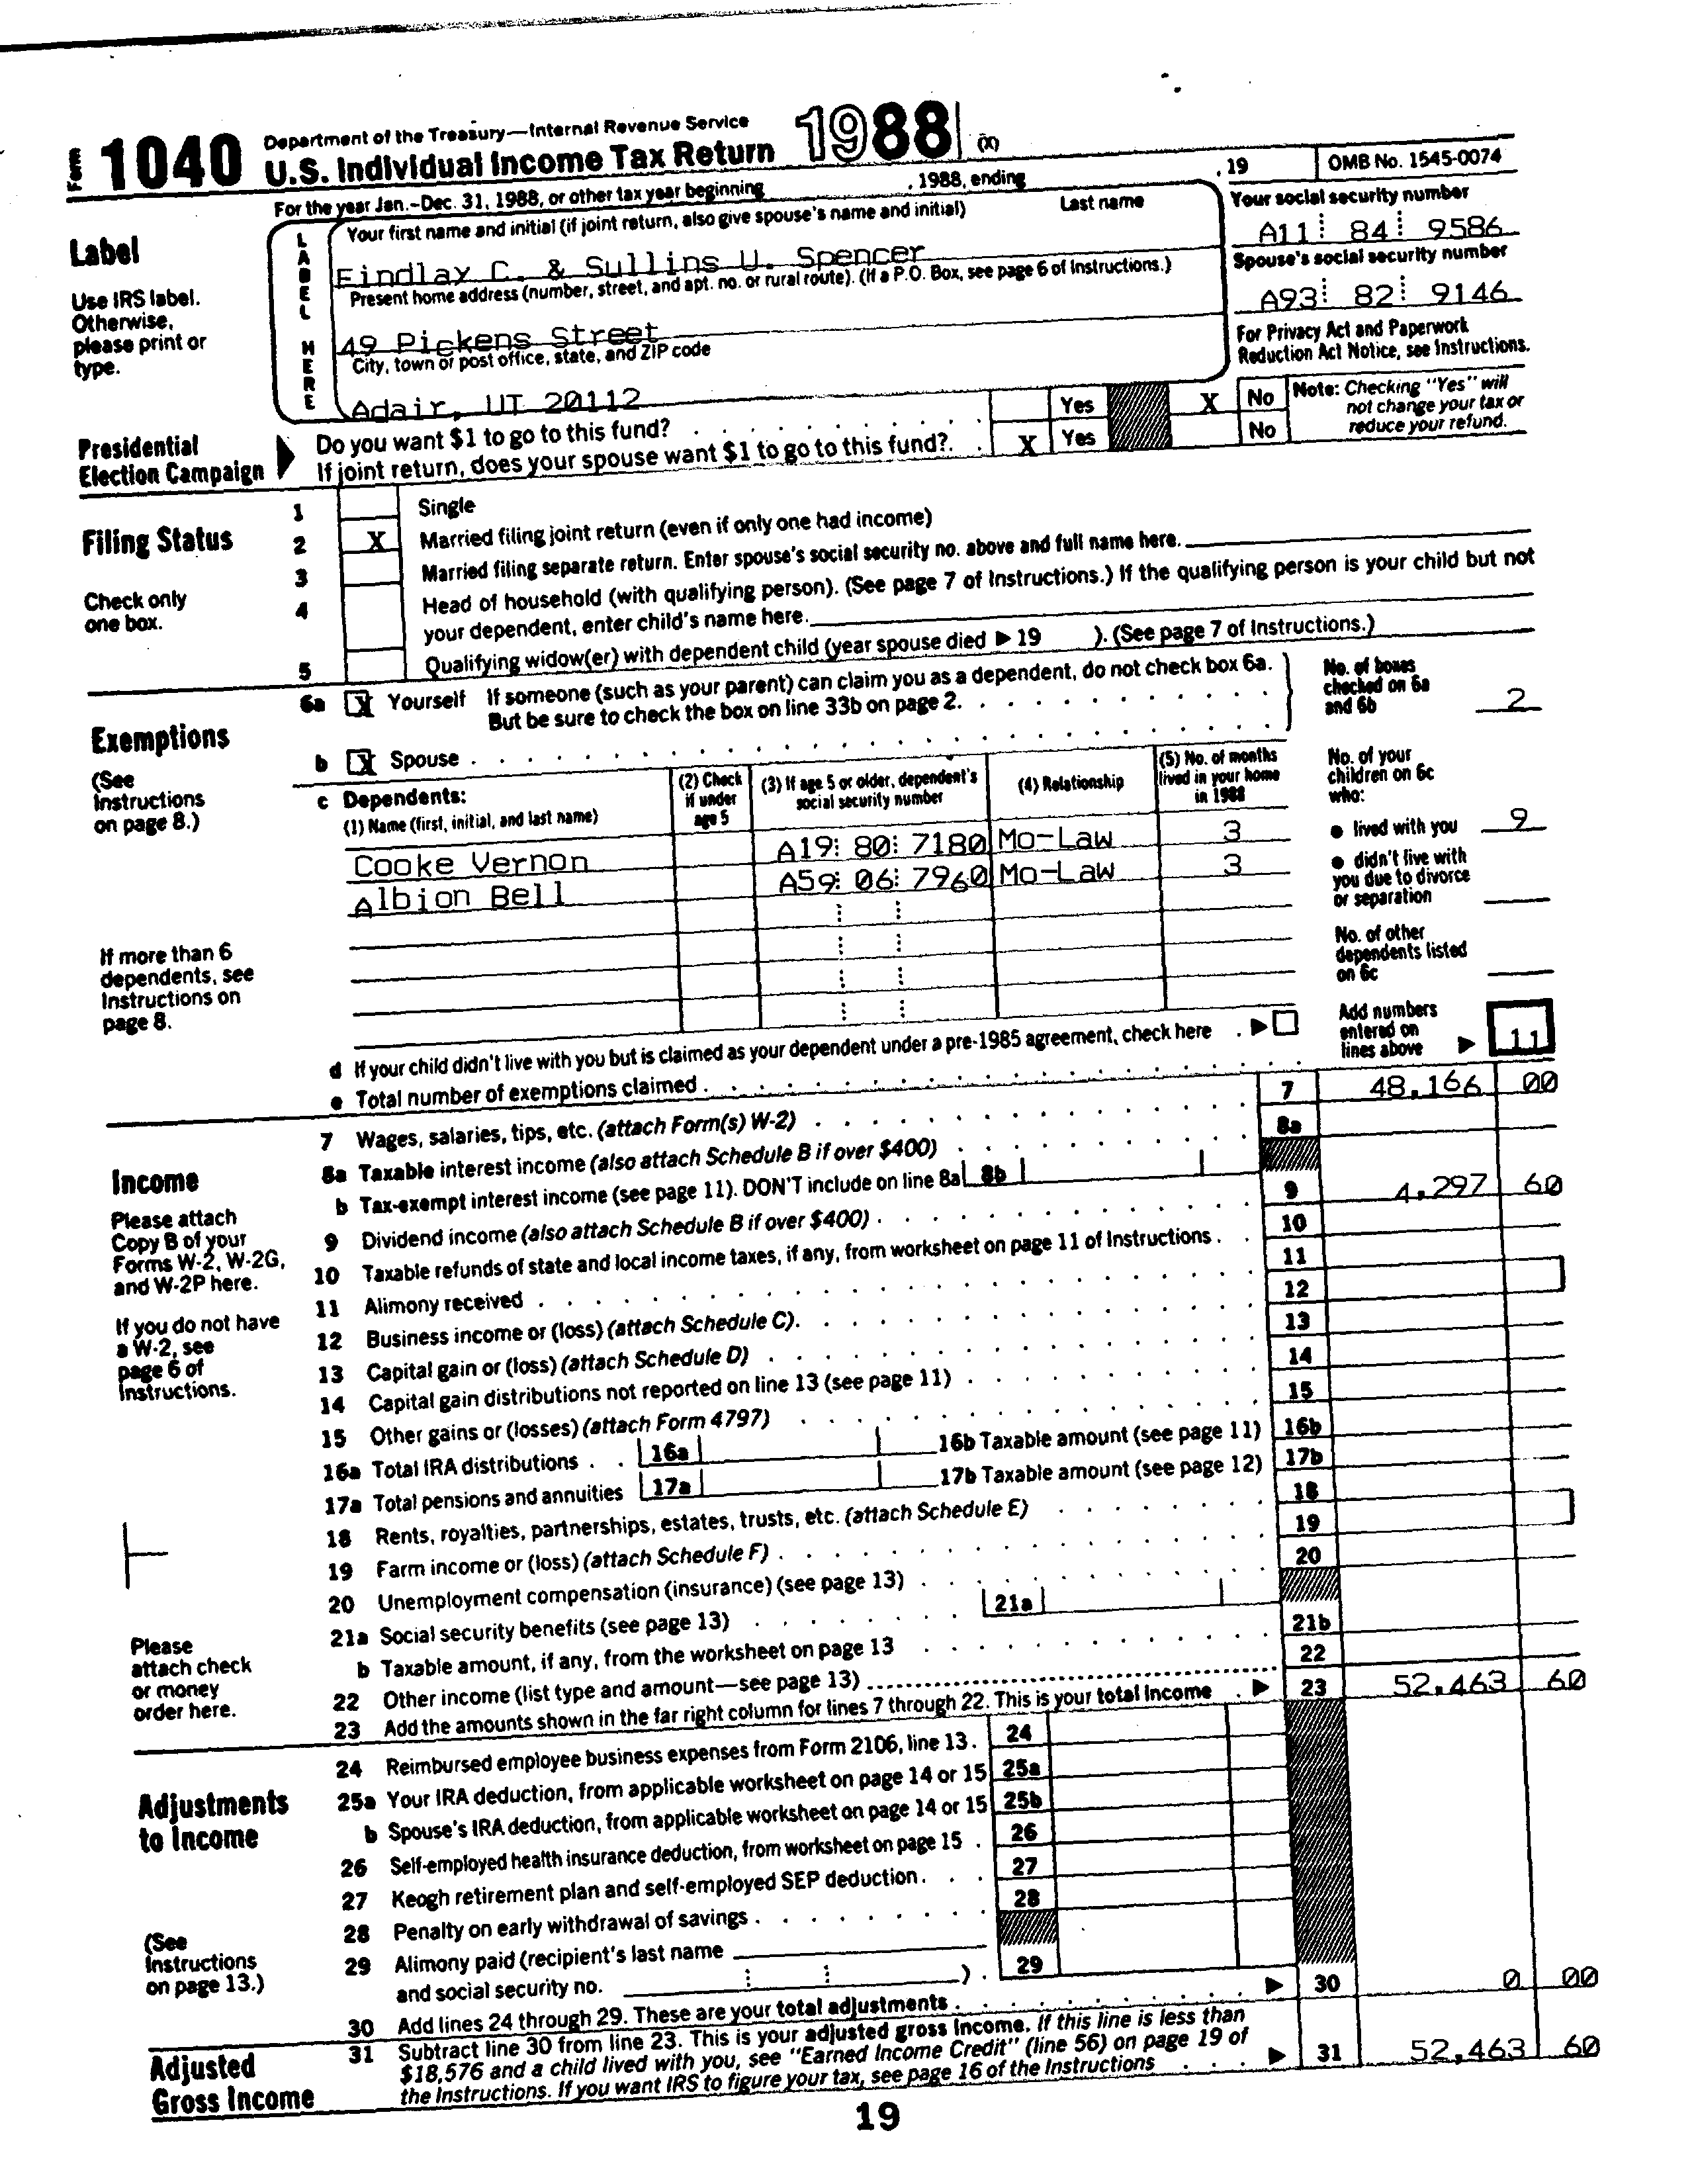 Form 1040 Department of the Treasury—Internal Revenue Service
U.S. Individual Income Tax Return 1988 (X)
For the year Jan.–Dec. 31, 1988, or other tax year beginning , 1988, ending , 19 OMB No. 1545-0074
Label
Use IRS label.
Otherwise,
please print or
type.
LABEL HERE
Your first name and initial (if joint return, also give spouse's name and initial) Last name
Findlay C. & Sullins U. Spencer
Present home address (number, street, and apt. no. or rural route). (If a P.O. Box, see page 6 of Instructions.)
49 Pickens Street
City, town or post office, state, and ZIP code
Adair, UT 20112
Your social security number
A11 84 9586
Spouse's social security number
A93 82 9146
For Privacy Act and Paperwork
Reduction Act Notice, see Instructions.
Presidential
Election Campaign
Do you want $1 to go to this fund? Yes X No
If joint return, does your spouse want $1 to go to this fund? X Yes No
Note: Checking "Yes" will
not change your tax or
reduce your refund.
Filing Status
Check only
one box.
1 Single
2 X Married filing joint return (even if only one had income)
3 Married filing separate return. Enter spouse's social security no. above and full name here.
4 Head of household (with qualifying person). (See page 7 of Instructions.) If the qualifying person is your child but not
your dependent, enter child's name here.
5 Qualifying widow(er) with dependent child (year spouse died ▶ 19 ). (See page 7 of Instructions.)
Exemptions
(See
Instructions
on page 8.)
6a X Yourself If someone (such as your parent) can claim you as a dependent, do not check box 6a.
But be sure to check the box on line 33b on page 2.
b X Spouse
No. of boxes
checked on 6a
and 6b 2
c Dependents:
(1) Name (first, initial, and last name)
(2) Check
if under
age 5
(3) If age 5 or older, dependent's
social security number
(4) Relationship
(5) No. of months
lived in your home
in 1988
Cooke Vernon A19 80 7180 Mo-Law 3
Albion Bell A59 06 7960 Mo-Law 3
No. of your
children on 6c
who:
● lived with you 9
● didn't live with
you due to divorce
or separation
No. of other
dependents listed
on 6c
If more than 6
dependents, see
Instructions on
page 8.
d If your child didn't live with you but is claimed as your dependent under a pre-1985 agreement, check here ▶
e Total number of exemptions claimed
Add numbers
entered on
lines above ▶ 11
Income
Please attach
Copy B of your
Forms W-2, W-2G,
and W-2P here.
If you do not have
a W-2, see
page 6 of
Instructions.
Please
attach check
or money
order here.
7 Wages, salaries, tips, etc. (attach Form(s) W-2) 7 48,166 00
8a Taxable interest income (also attach Schedule B if over $400) 8a
b Tax-exempt interest income (see page 11). DON'T include on line 8a 8b
9 Dividend income (also attach Schedule B if over $400) 9 4,297 60
10 Taxable refunds of state and local income taxes, if any, from worksheet on page 11 of Instructions 10
11 Alimony received 11
12 Business income or (loss) (attach Schedule C) 12
13 Capital gain or (loss) (attach Schedule D) 13
14 Capital gain distributions not reported on line 13 (see page 11) 14
15 Other gains or (losses) (attach Form 4797) 15
16a Total IRA distributions 16a 16b Taxable amount (see page 11) 16b
17a Total pensions and annuities 17a 17b Taxable amount (see page 12) 17b
18 Rents, royalties, partnerships, estates, trusts, etc. (attach Schedule E) 18
19 Farm income or (loss) (attach Schedule F) 19
20 Unemployment compensation (insurance) (see page 13) 20
21a Social security benefits (see page 13) 21a
b Taxable amount, if any, from the worksheet on page 13 21b
22 Other income (list type and amount—see page 13) 22
23 Add the amounts shown in the far right column for lines 7 through 22. This is your total income ▶ 23 52,463 60
Adjustments
to Income
(See
Instructions
on page 13.)
24 Reimbursed employee business expenses from Form 2106, line 13. 24
25a Your IRA deduction, from applicable worksheet on page 14 or 15 25a
b Spouse's IRA deduction, from applicable worksheet on page 14 or 15 25b
26 Self-employed health insurance deduction, from worksheet on page 15 26
27 Keogh retirement plan and self-employed SEP deduction 27
28 Penalty on early withdrawal of savings 28
29 Alimony paid (recipient's last name
and social security no. ) 29
30 Add lines 24 through 29. These are your total adjustments ▶ 30 0 00
Adjusted
Gross Income
31 Subtract line 30 from line 23. This is your adjusted gross income. If this line is less than
$18,576 and a child lived with you, see "Earned Income Credit" (line 56) on page 19 of
the Instructions. If you want IRS to figure your tax, see page 16 of the Instructions ▶ 31 52,463 60
19